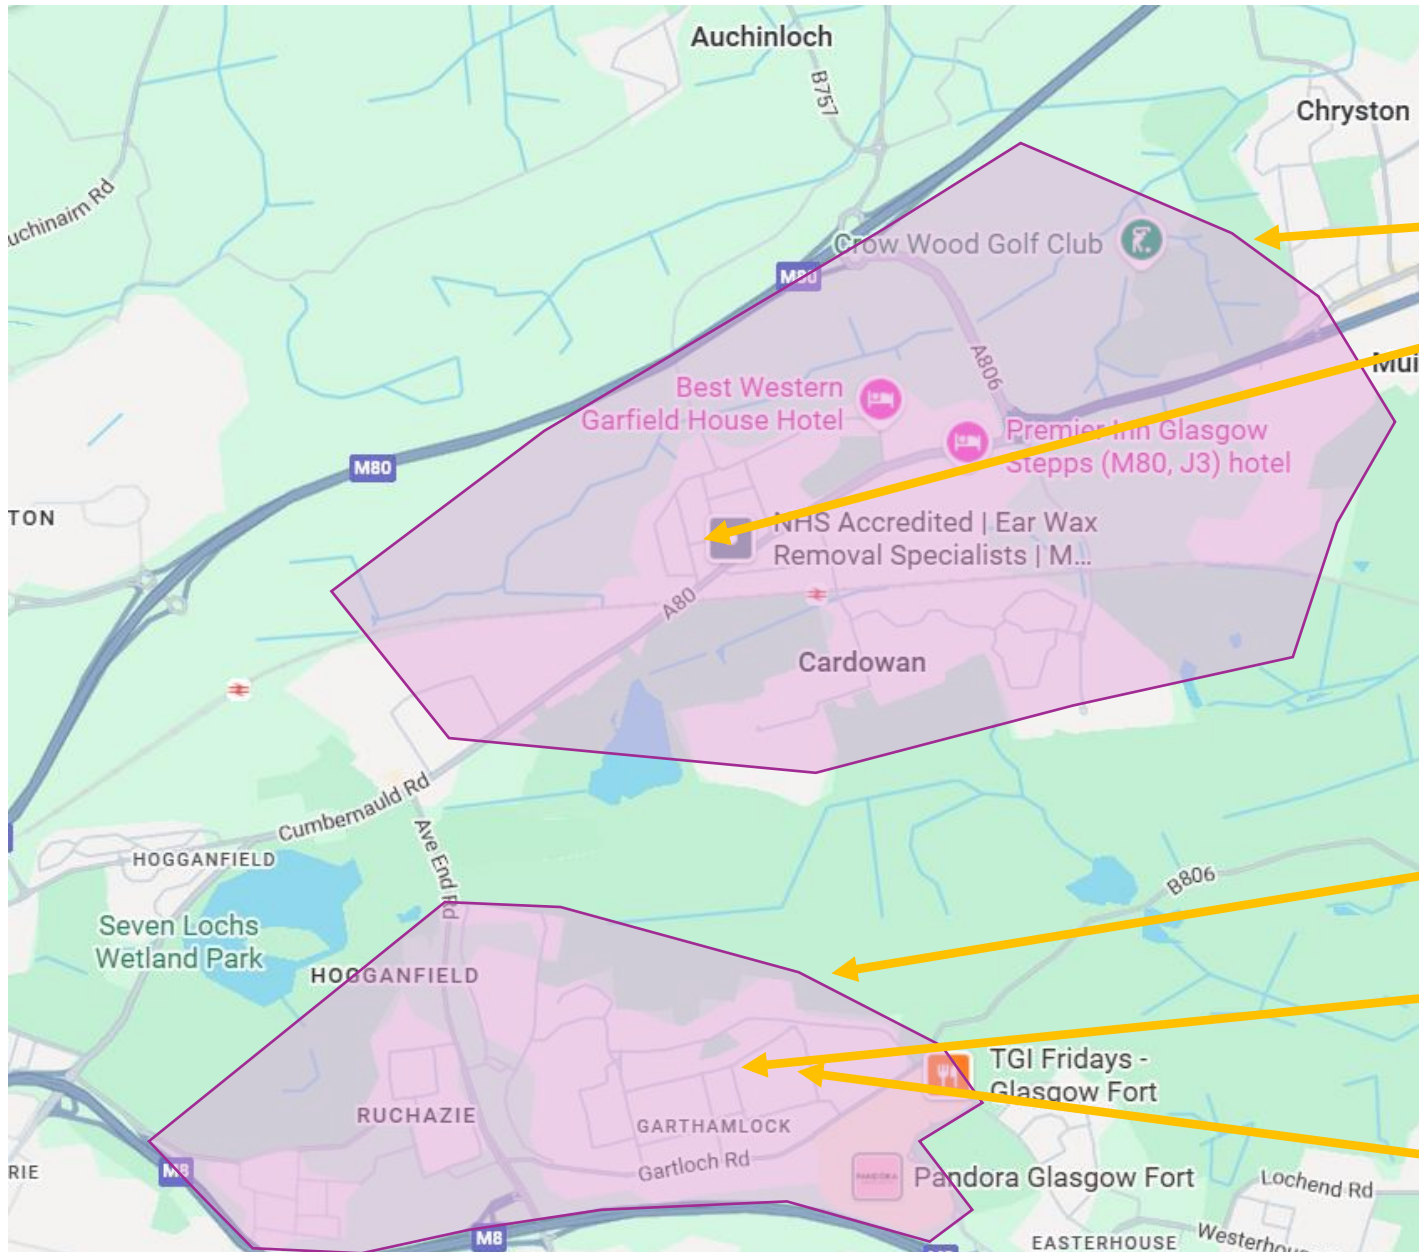 Auchinloch
B757
Chryston
uchinairn Rd
Crow Wood Golf Club
M80
A806
Mui
Best Western
Garfield House Hotel
Premier Inn Glasgow
Stepps (M80, J3) hotel
M80
TON
NHS Accredited | Ear Wax
Removal Specialists | M...
A80
Cardowan
Cumbernauld Rd
Ave End Rd
HOGGANFIELD
B806
Seven Lochs
Wetland Park
HOGGANFIELD
TGI Fridays -
Glasgow Fort
RUCHAZIE
GARTHAMLOCK
Gartloch Rd
RIE
M8
PANDORA
Pandora Glasgow Fort
Lochend Rd
M8
EASTERHOUSE
Westerhou